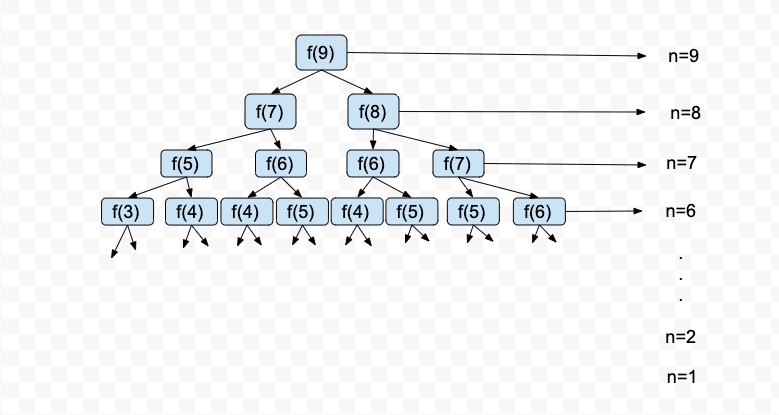 f(9) n=9
f(7) f(8) n=8
f(5) f(6) f(6) f(7) n=7
f(3) f(4) f(4) f(5) f(4) f(5) f(5) f(6) n=6
.
.
.
n=2
n=1